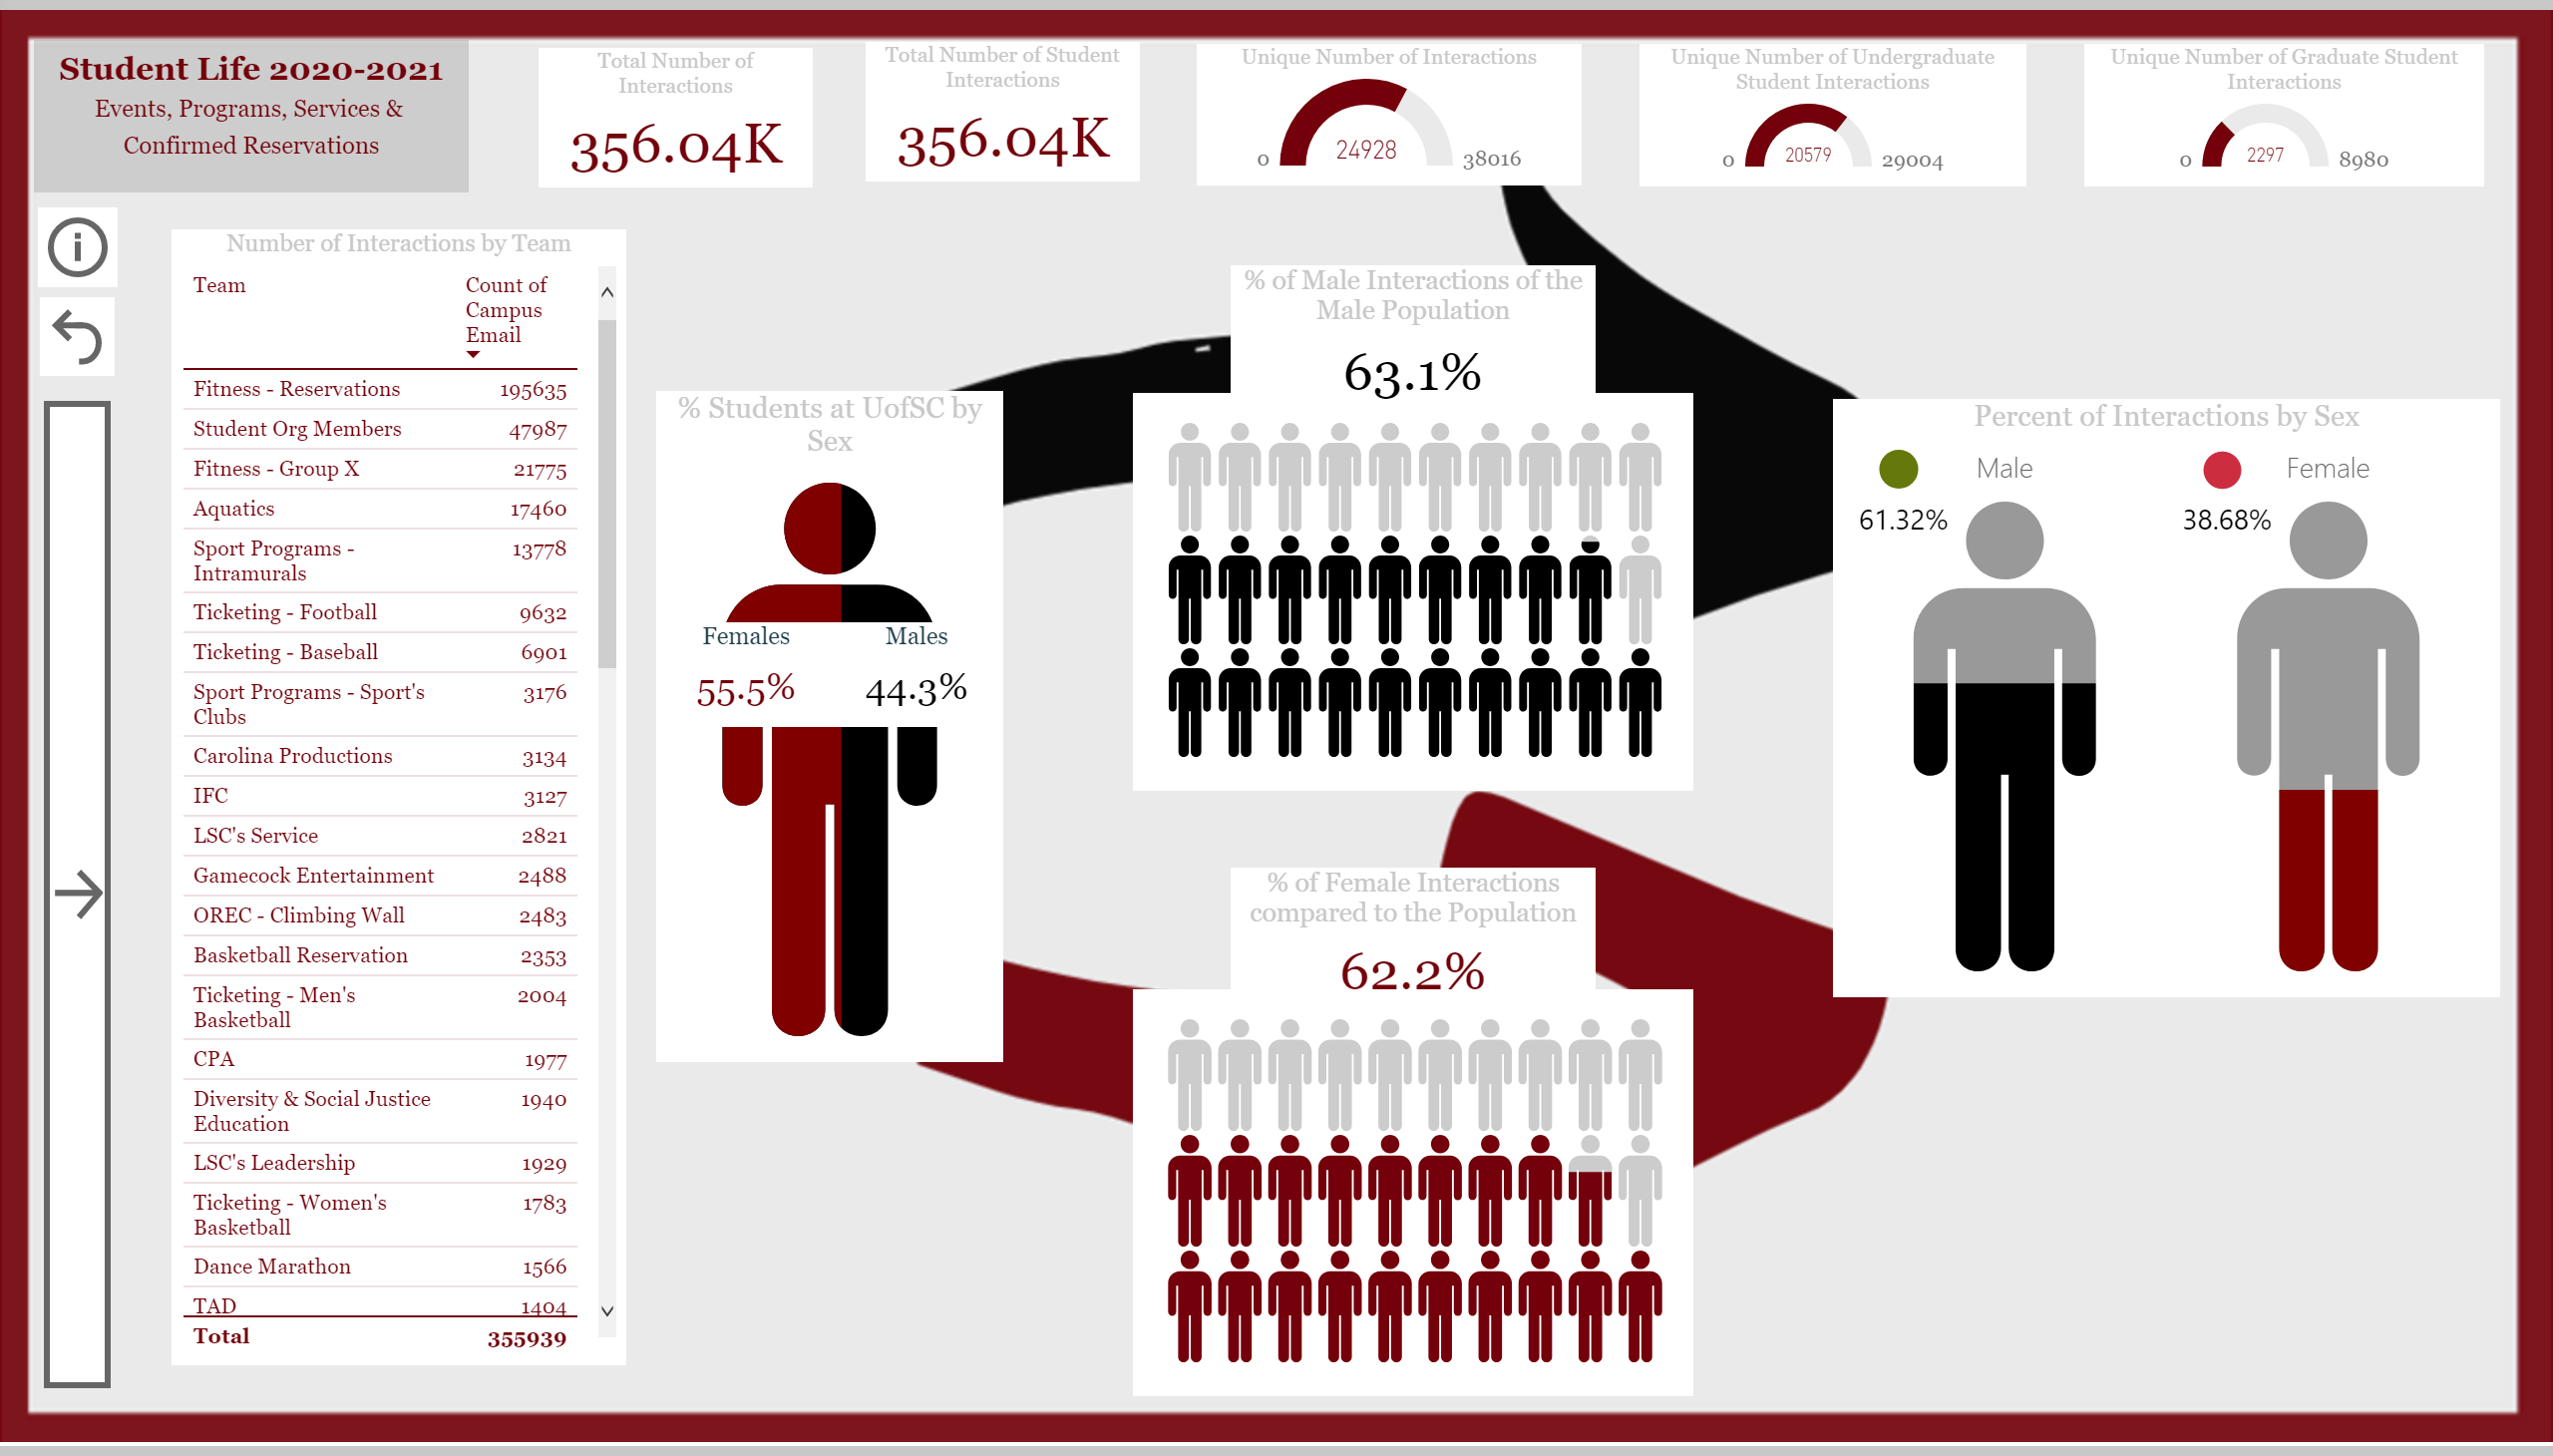 Student Life 2020-2021
Events, Programs, Services &
Confirmed Reservations
Total Number of
Interactions
356.04K
Total Number of Student
Interactions
356.04K
Unique Number of Interactions
24928
0
38016
Unique Number of Undergraduate
Student Interactions
20579
0
29004
Unique Number of Graduate Student
Interactions
2297
0
8980
Number of Interactions by Team
Team
Count of
Campus
Email
Fitness - Reservations 195635
Student Org Members 47987
Fitness - Group X 21775
Aquatics 17460
Sport Programs - 13778
Intramurals
Ticketing - Football 9632
Ticketing - Baseball 6901
Sport Programs - Sport's 3176
Clubs
Carolina Productions 3134
IFC 3127
LSC's Service 2821
Gamecock Entertainment 2488
OREC - Climbing Wall 2483
Basketball Reservation 2353
Ticketing - Men's 2004
Basketball
CPA 1977
Diversity & Social Justice 1940
Education
LSC's Leadership 1929
Ticketing - Women's 1783
Basketball
Dance Marathon 1566
TAD 1404
Total 355939
% Students at UofSC by
Sex
Females Males
55.5% 44.3%
% of Male Interactions of the
Male Population
63.1%
% of Female Interactions
compared to the Population
62.2%
Percent of Interactions by Sex
Male
61.32%
Female
38.68%